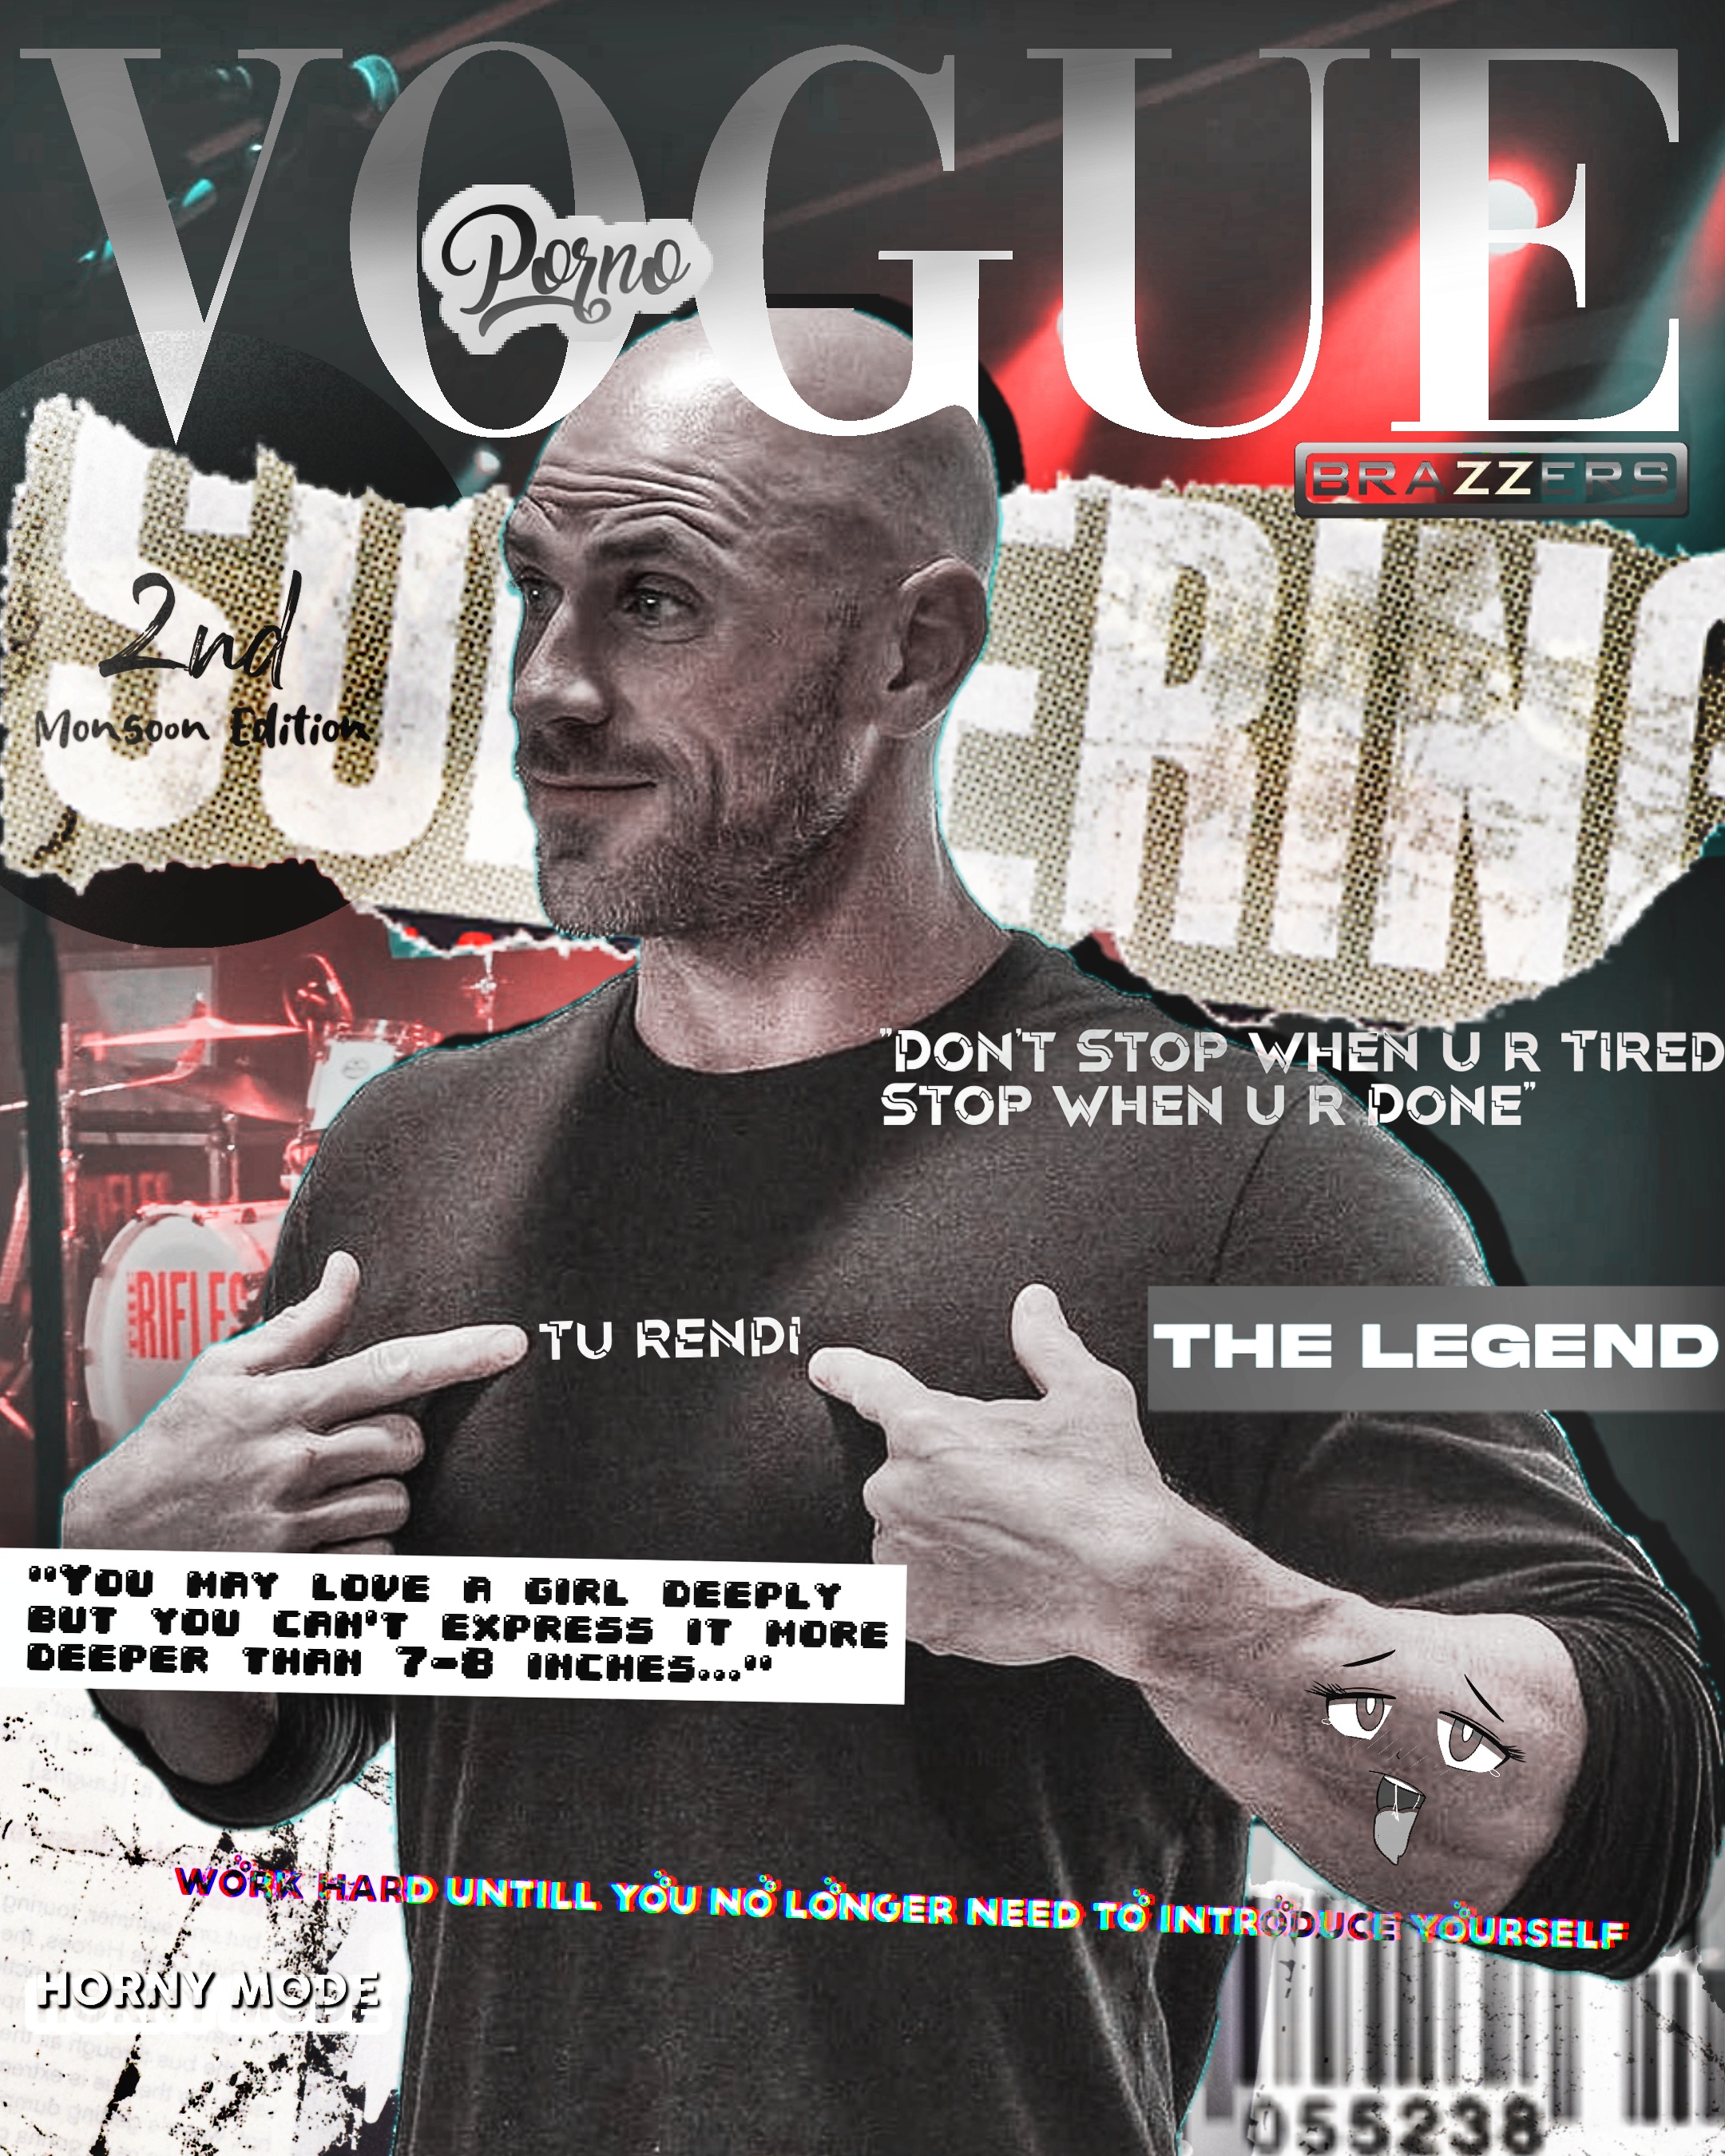 VOGUE
Porno
BRAZZERS
2nd
Monsoon Edition
"DON'T STOP WHEN U R TIRED
STOP WHEN U R DONE"
RIFLES
TU RENDI
THE LEGEND
"YOU MAY LOVE A GIRL DEEPLY
BUT YOU CAN'T EXPRESS IT MORE
DEEPER THAN 7-8 INCHES..."
WORK HARD UNTILL YOU NO LONGER NEED TO INTRODUCE YOURSELF
HORNY MODE
055238